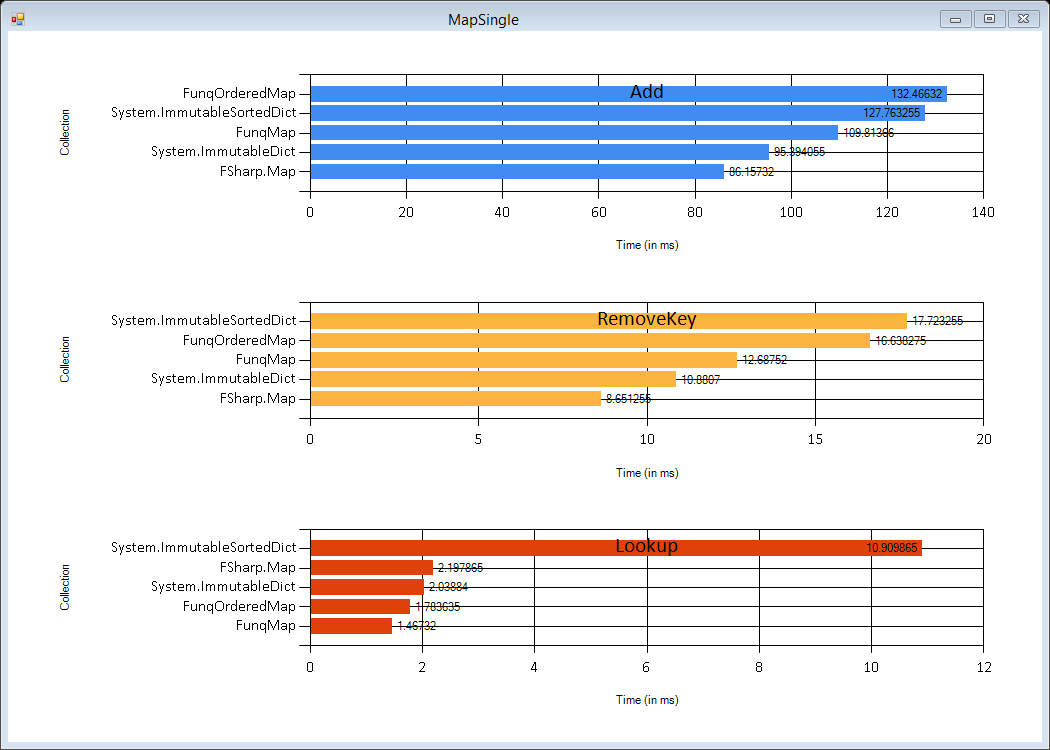 MapSingle
Add
Collection
FunqOrderedMap 132.46632
System.ImmutableSortedDict 127.763255
FunqMap 109.81386
System.ImmutableDict 95.394055
FSharp.Map 86.15732
0 20 40 60 80 100 120 140
Time (in ms)
RemoveKey
Collection
System.ImmutableSortedDict 17.723255
FunqOrderedMap 16.638275
FunqMap 12.68752
System.ImmutableDict 10.8807
FSharp.Map 8.651255
0 5 10 15 20
Time (in ms)
Lookup
Collection
System.ImmutableSortedDict 10.909865
FSharp.Map 2.197865
System.ImmutableDict 2.03884
FunqOrderedMap 1.783635
FunqMap 1.46732
0 2 4 6 8 10 12
Time (in ms)